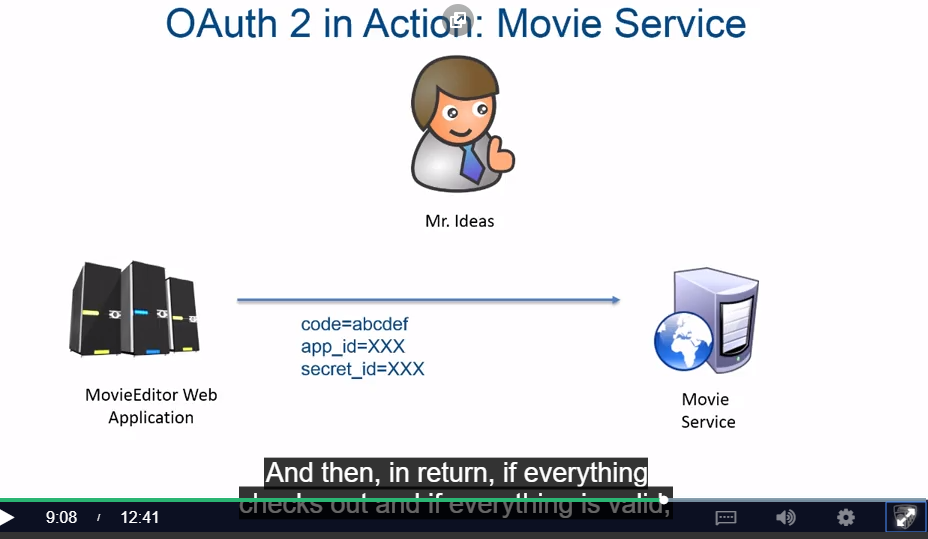 OAuth 2 in Action: Movie Service
Mr. Ideas
code=abcdef
app_id=XXX
secret_id=XXX
MovieEditor Web
Application
Movie
Service
And then, in return, if everything
checks out and if everything is valid,
9:08 / 12:41